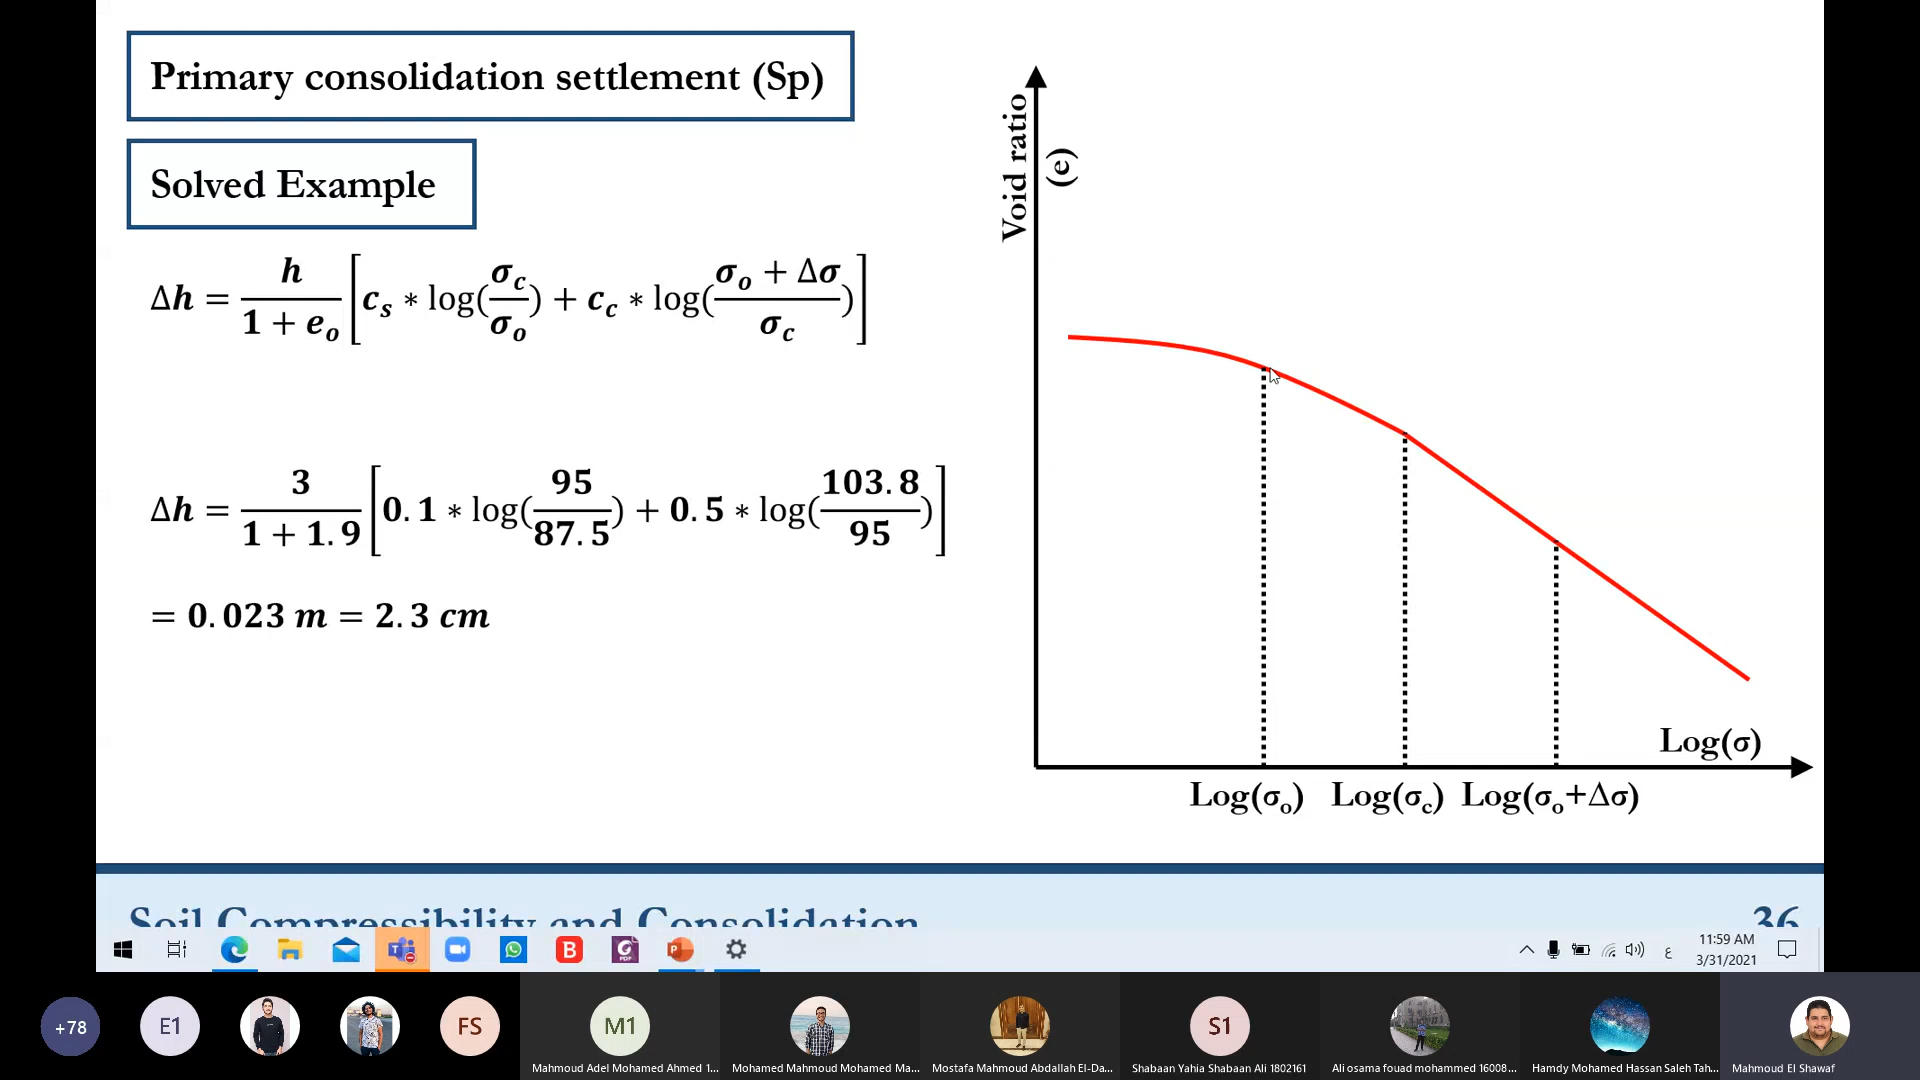 Primary consolidation settlement (Sp)
Solved Example
Δh = h / (1 + e_o) [c_s * log(σ_c / σ_o) + c_c * log((σ_o + Δσ) / σ_c)]
Δh = 3 / (1 + 1.9) [0.1 * log(95 / 87.5) + 0.5 * log(103.8 / 95)]
= 0.023 m = 2.3 cm
Void ratio
(e)
Log(σ)
Log(σ_o) Log(σ_c) Log(σ_o+Δσ)
Soil Compressibility and Consolidation 36
ع
11:59 AM
3/31/2021
+78
E1
FS
M1
S1
Mahmoud Adel Mohamed Ahmed 1...
Mohamed Mahmoud Mohamed Ma...
Mostafa Mahmoud Abdallah El-Da...
Shabaan Yahia Shabaan Ali 1802161
Ali osama fouad mohammed 16008...
Hamdy Mohamed Hassan Saleh Tah...
Mahmoud El Shawaf